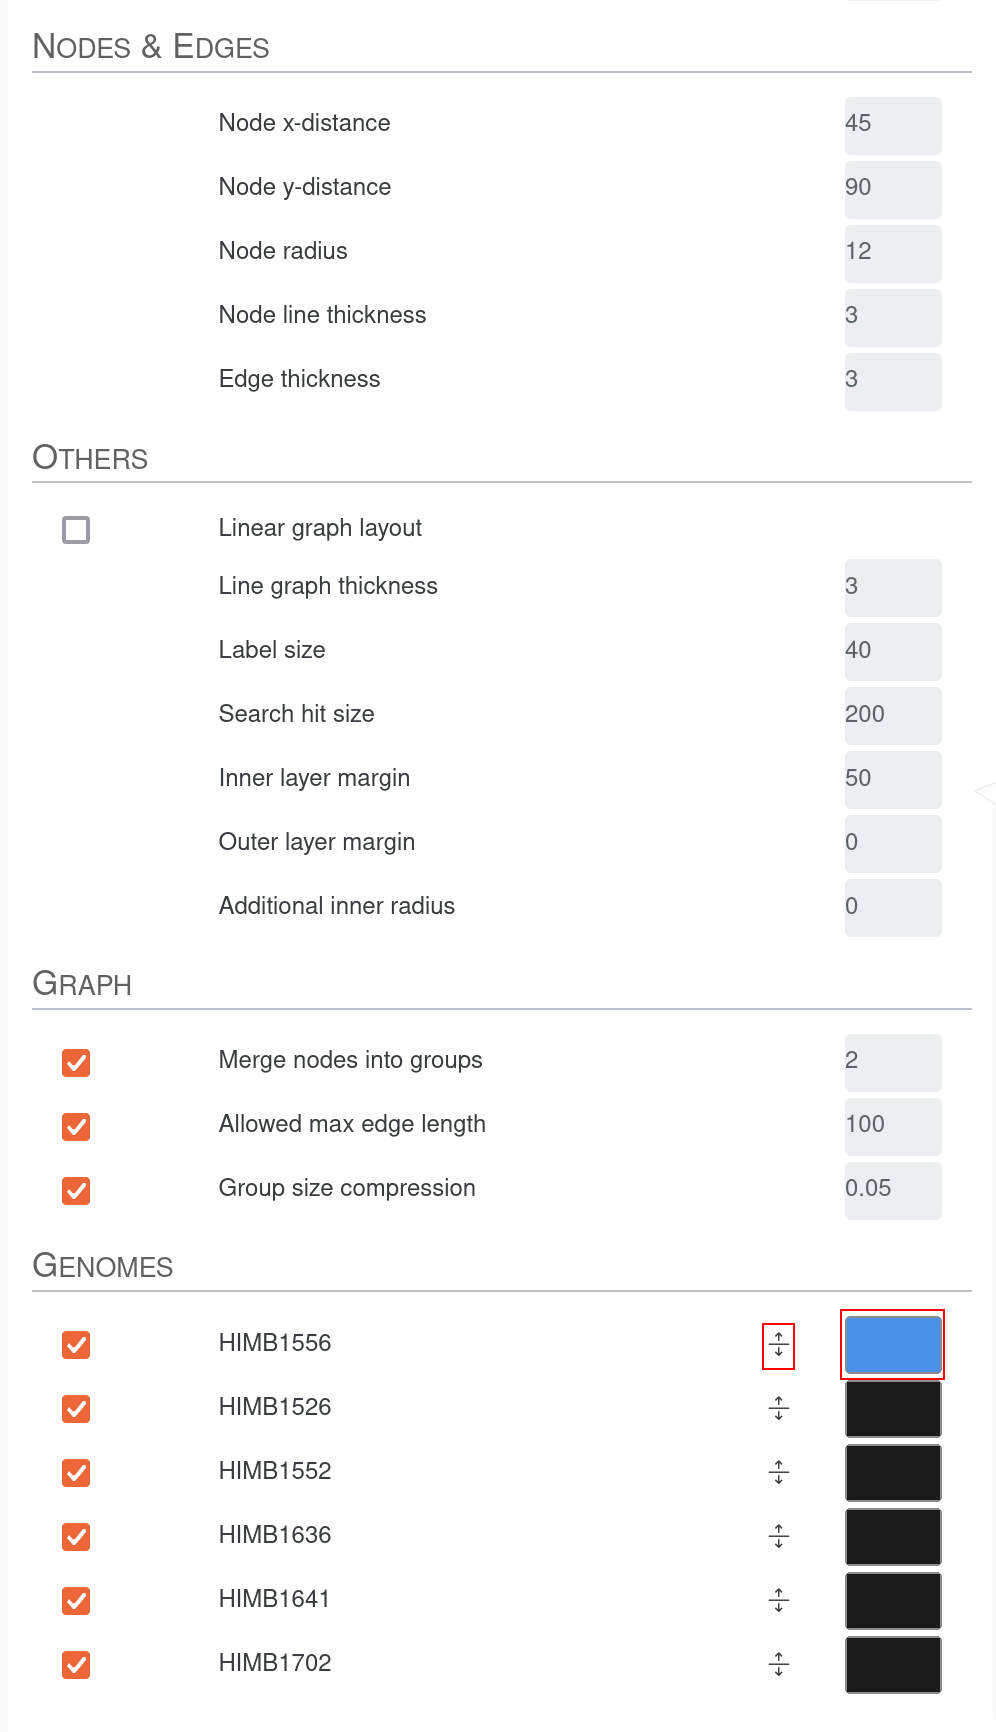 NODES & EDGES
Node x-distance 45
Node y-distance 90
Node radius 12
Node line thickness 3
Edge thickness 3
OTHERS
Linear graph layout
Line graph thickness 3
Label size 40
Search hit size 200
Inner layer margin 50
Outer layer margin 0
Additional inner radius 0
GRAPH
Merge nodes into groups 2
Allowed max edge length 100
Group size compression 0.05
GENOMES
HIMB1556
HIMB1526
HIMB1552
HIMB1636
HIMB1641
HIMB1702